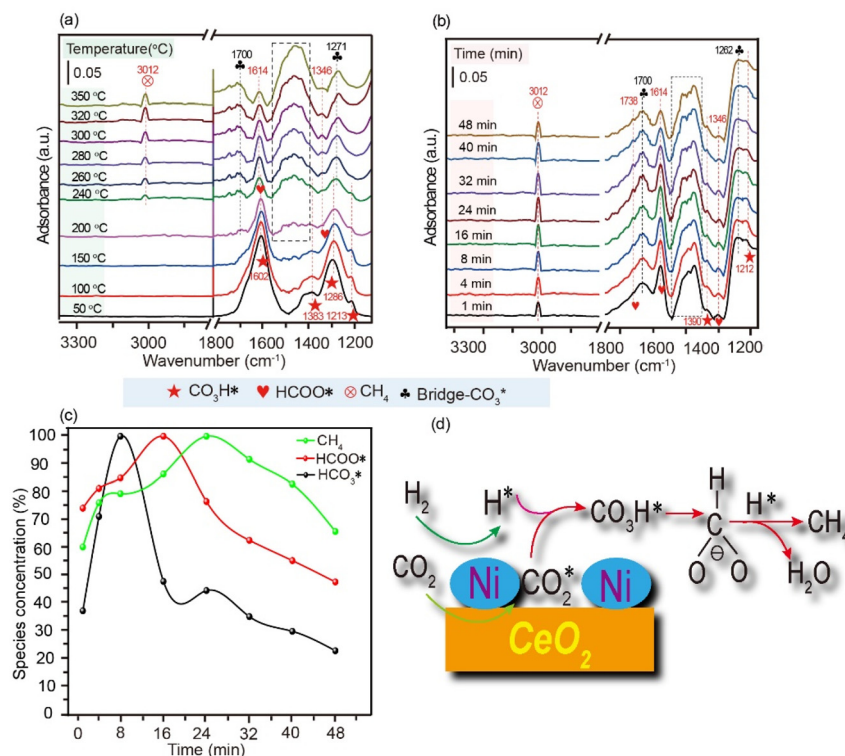 (a)
Temperature(°C)
0.05
3012
1700
1614
1346
1271
350 °C
320 °C
300 °C
280 °C
260 °C
240 °C
200 °C
150 °C
100 °C
50 °C
1602
1383
1286
1213
Adsorbance (a.u.)
3300 3000 1800 1600 1400 1200
Wavenumber (cm-1)
(b)
Time (min)
0.05
3012
1738
1700
1614
1346
1262
48 min
40 min
32 min
24 min
16 min
8 min
4 min
1 min
1390
1212
Adsorbance (a.u.)
3300 3000 1800 1600 1400 1200
Wavenumber (cm-1)
CO3H* HCOO* CH4 Bridge-CO3*
(c)
CH4
HCOO*
HCO3*
Species concentration (%)
100
90
80
70
60
50
40
30
20
10
0
0 8 16 24 32 40 48
Time (min)
(d)
H2 H* CO3H* H C O O H* CH4
H2O
CO2 Ni CO2* Ni
CeO2